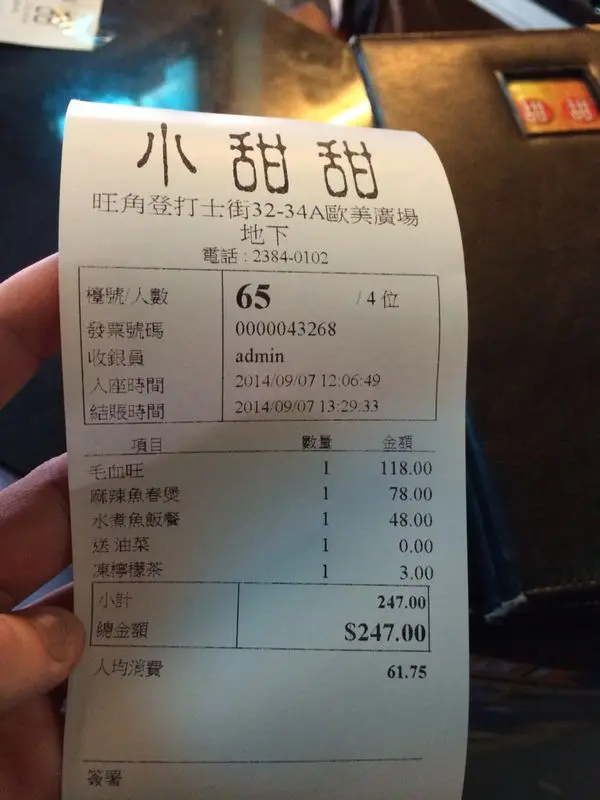 小甜甜
旺角登打士街32-34A歐美廣場
地下
電話 : 2384-0102
檯號/人數 65 / 4 位
發票號碼 0000043268
收銀員 admin
入座時間 2014/09/07 12:06:49
結賬時間 2014/09/07 13:29:33
項目 數量 金額
毛血旺 1 118.00
麻辣魚春煲 1 78.00
水煮魚飯餐 1 48.00
送 油菜 1 0.00
凍檸檬茶 1 3.00
小計 247.00
總金額 $247.00
人均消費 61.75
簽署